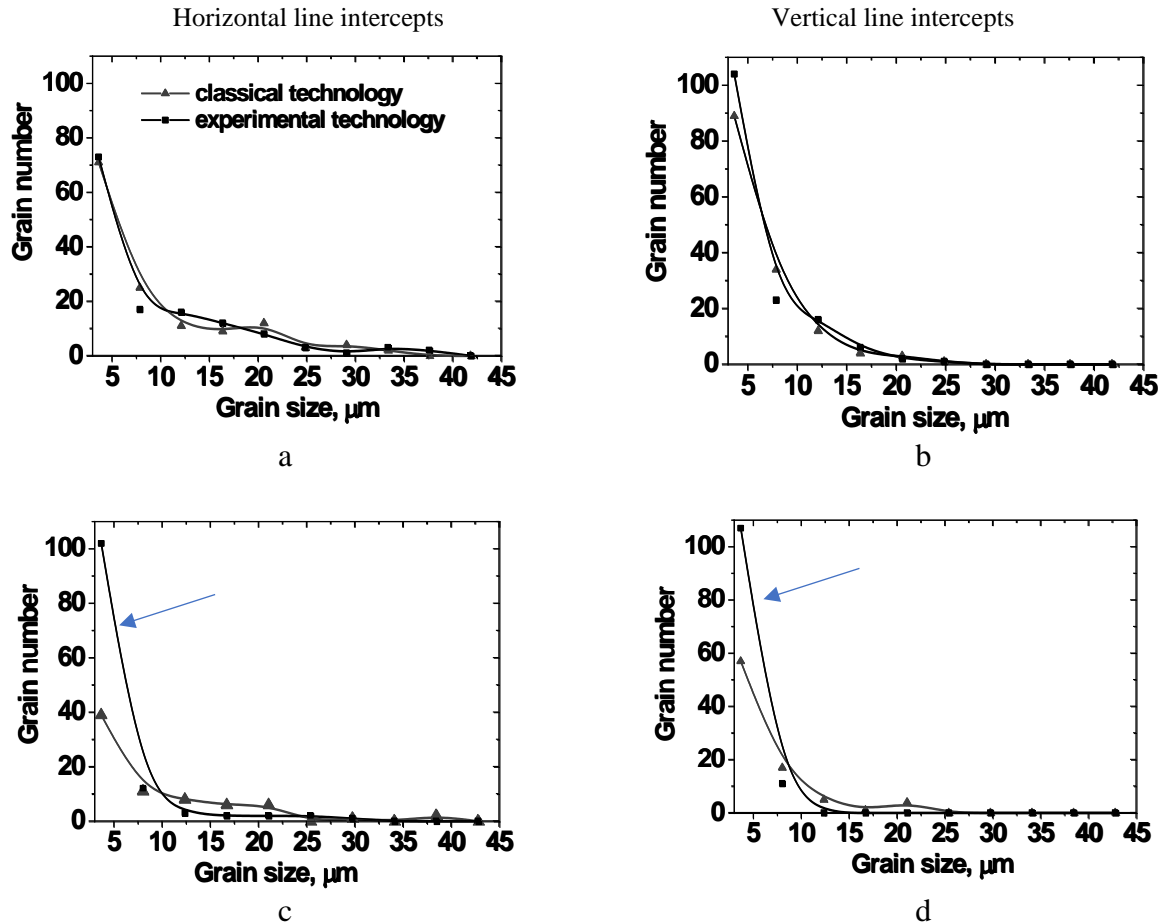 Horizontal line intercepts
Vertical line intercepts
100
80
60
40
20
0
Grain number
classical technology
experimental technology
5 10 15 20 25 30 35 40 45
Grain size, μm
a
100
80
60
40
20
0
Grain number
5 10 15 20 25 30 35 40 45
Grain size, μm
b
100
80
60
40
20
0
Grain number
5 10 15 20 25 30 35 40 45
Grain size, μm
c
100
80
60
40
20
0
Grain number
5 10 15 20 25 30 35 40 45
Grain size, μm
d